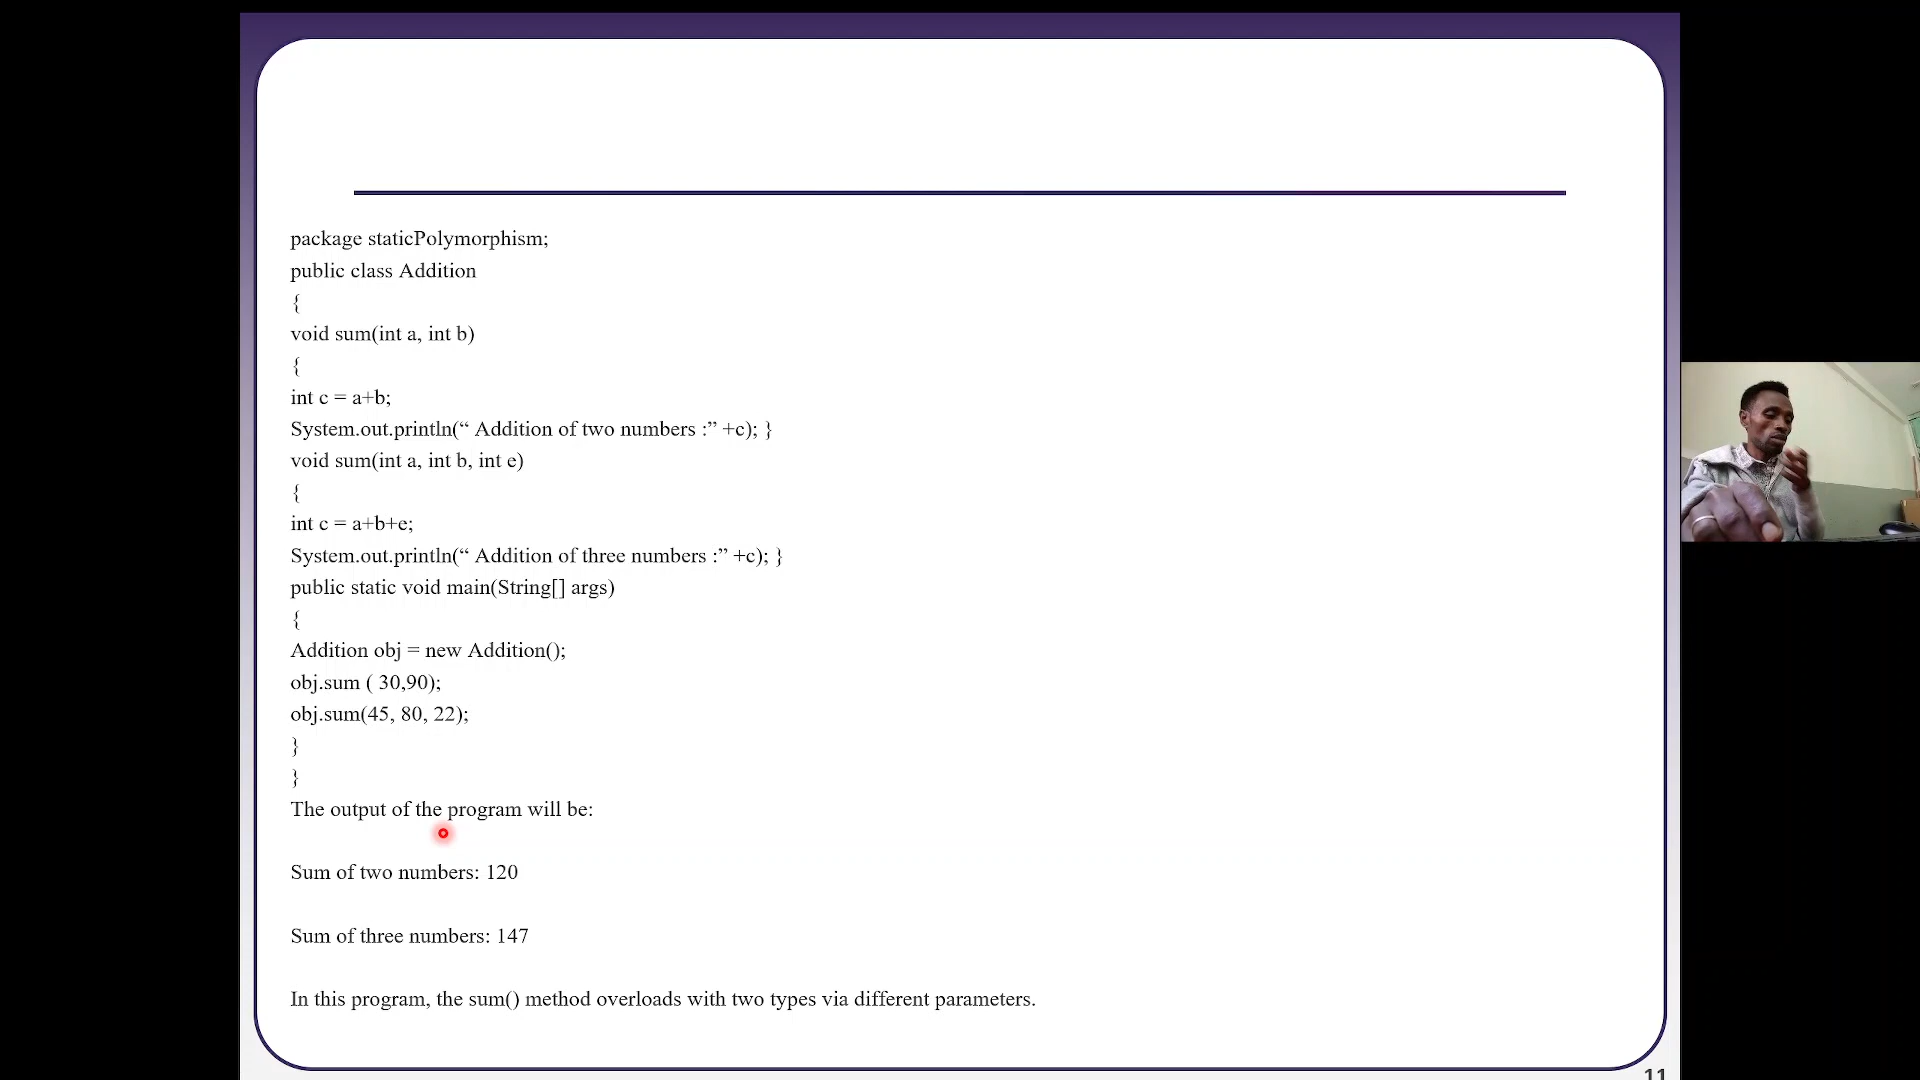 package staticPolymorphism;
public class Addition
{
void sum(int a, int b)
{
int c = a+b;
System.out.println(“ Addition of two numbers :” +c); }
void sum(int a, int b, int e)
{
int c = a+b+e;
System.out.println(“ Addition of three numbers :” +c); }
public static void main(String[] args)
{
Addition obj = new Addition();
obj.sum ( 30,90);
obj.sum(45, 80, 22);
}
}
The output of the program will be:
Sum of two numbers: 120
Sum of three numbers: 147
In this program, the sum() method overloads with two types via different parameters.
11